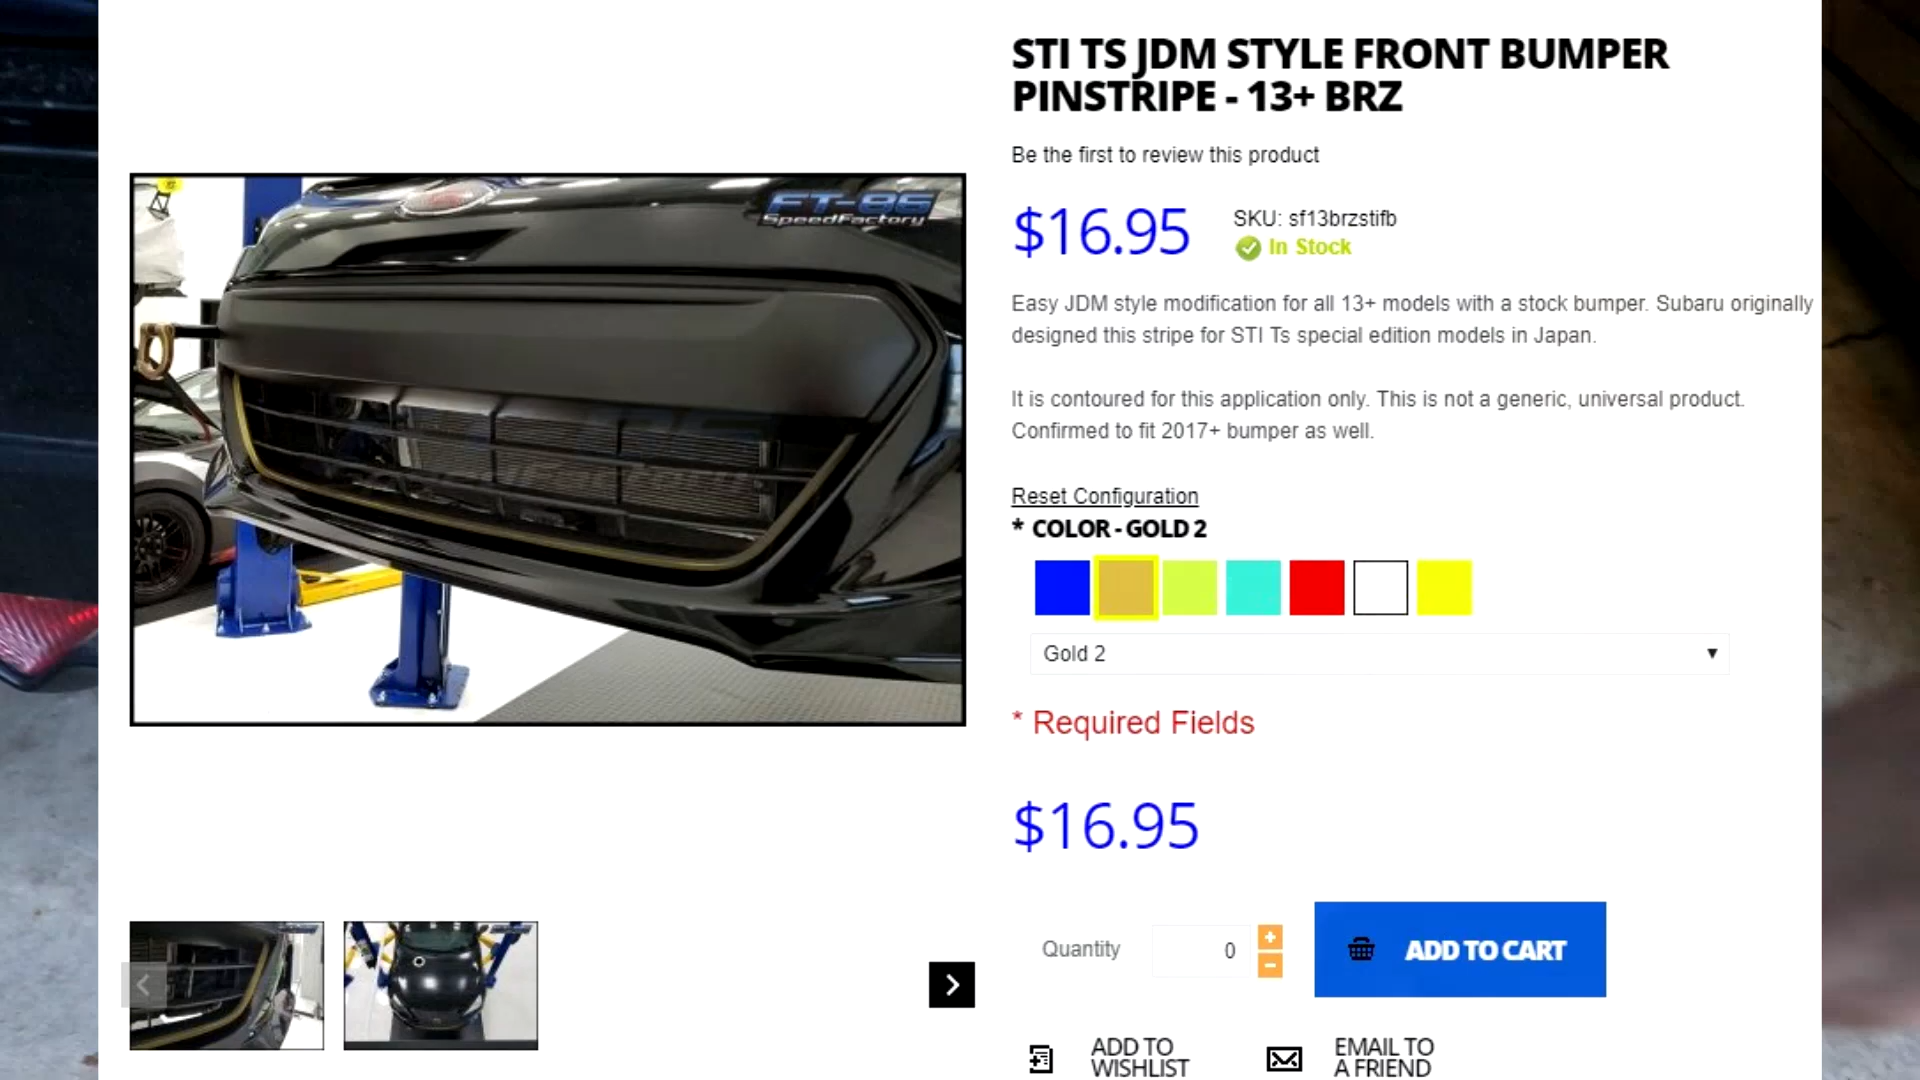 STI TS JDM STYLE FRONT BUMPER
PINSTRIPE - 13+ BRZ
Be the first to review this product
$16.95
SKU: sf13brzstifb
In Stock
FT-86
SpeedFactory
Easy JDM style modification for all 13+ models with a stock bumper. Subaru originally
designed this stripe for STI Ts special edition models in Japan.
It is contoured for this application only. This is not a generic, universal product.
Confirmed to fit 2017+ bumper as well.
Reset Configuration
* COLOR - GOLD 2
Gold 2
* Required Fields
$16.95
Quantity
0
ADD TO CART
ADD TO
WISHLIST
EMAIL TO
A FRIEND